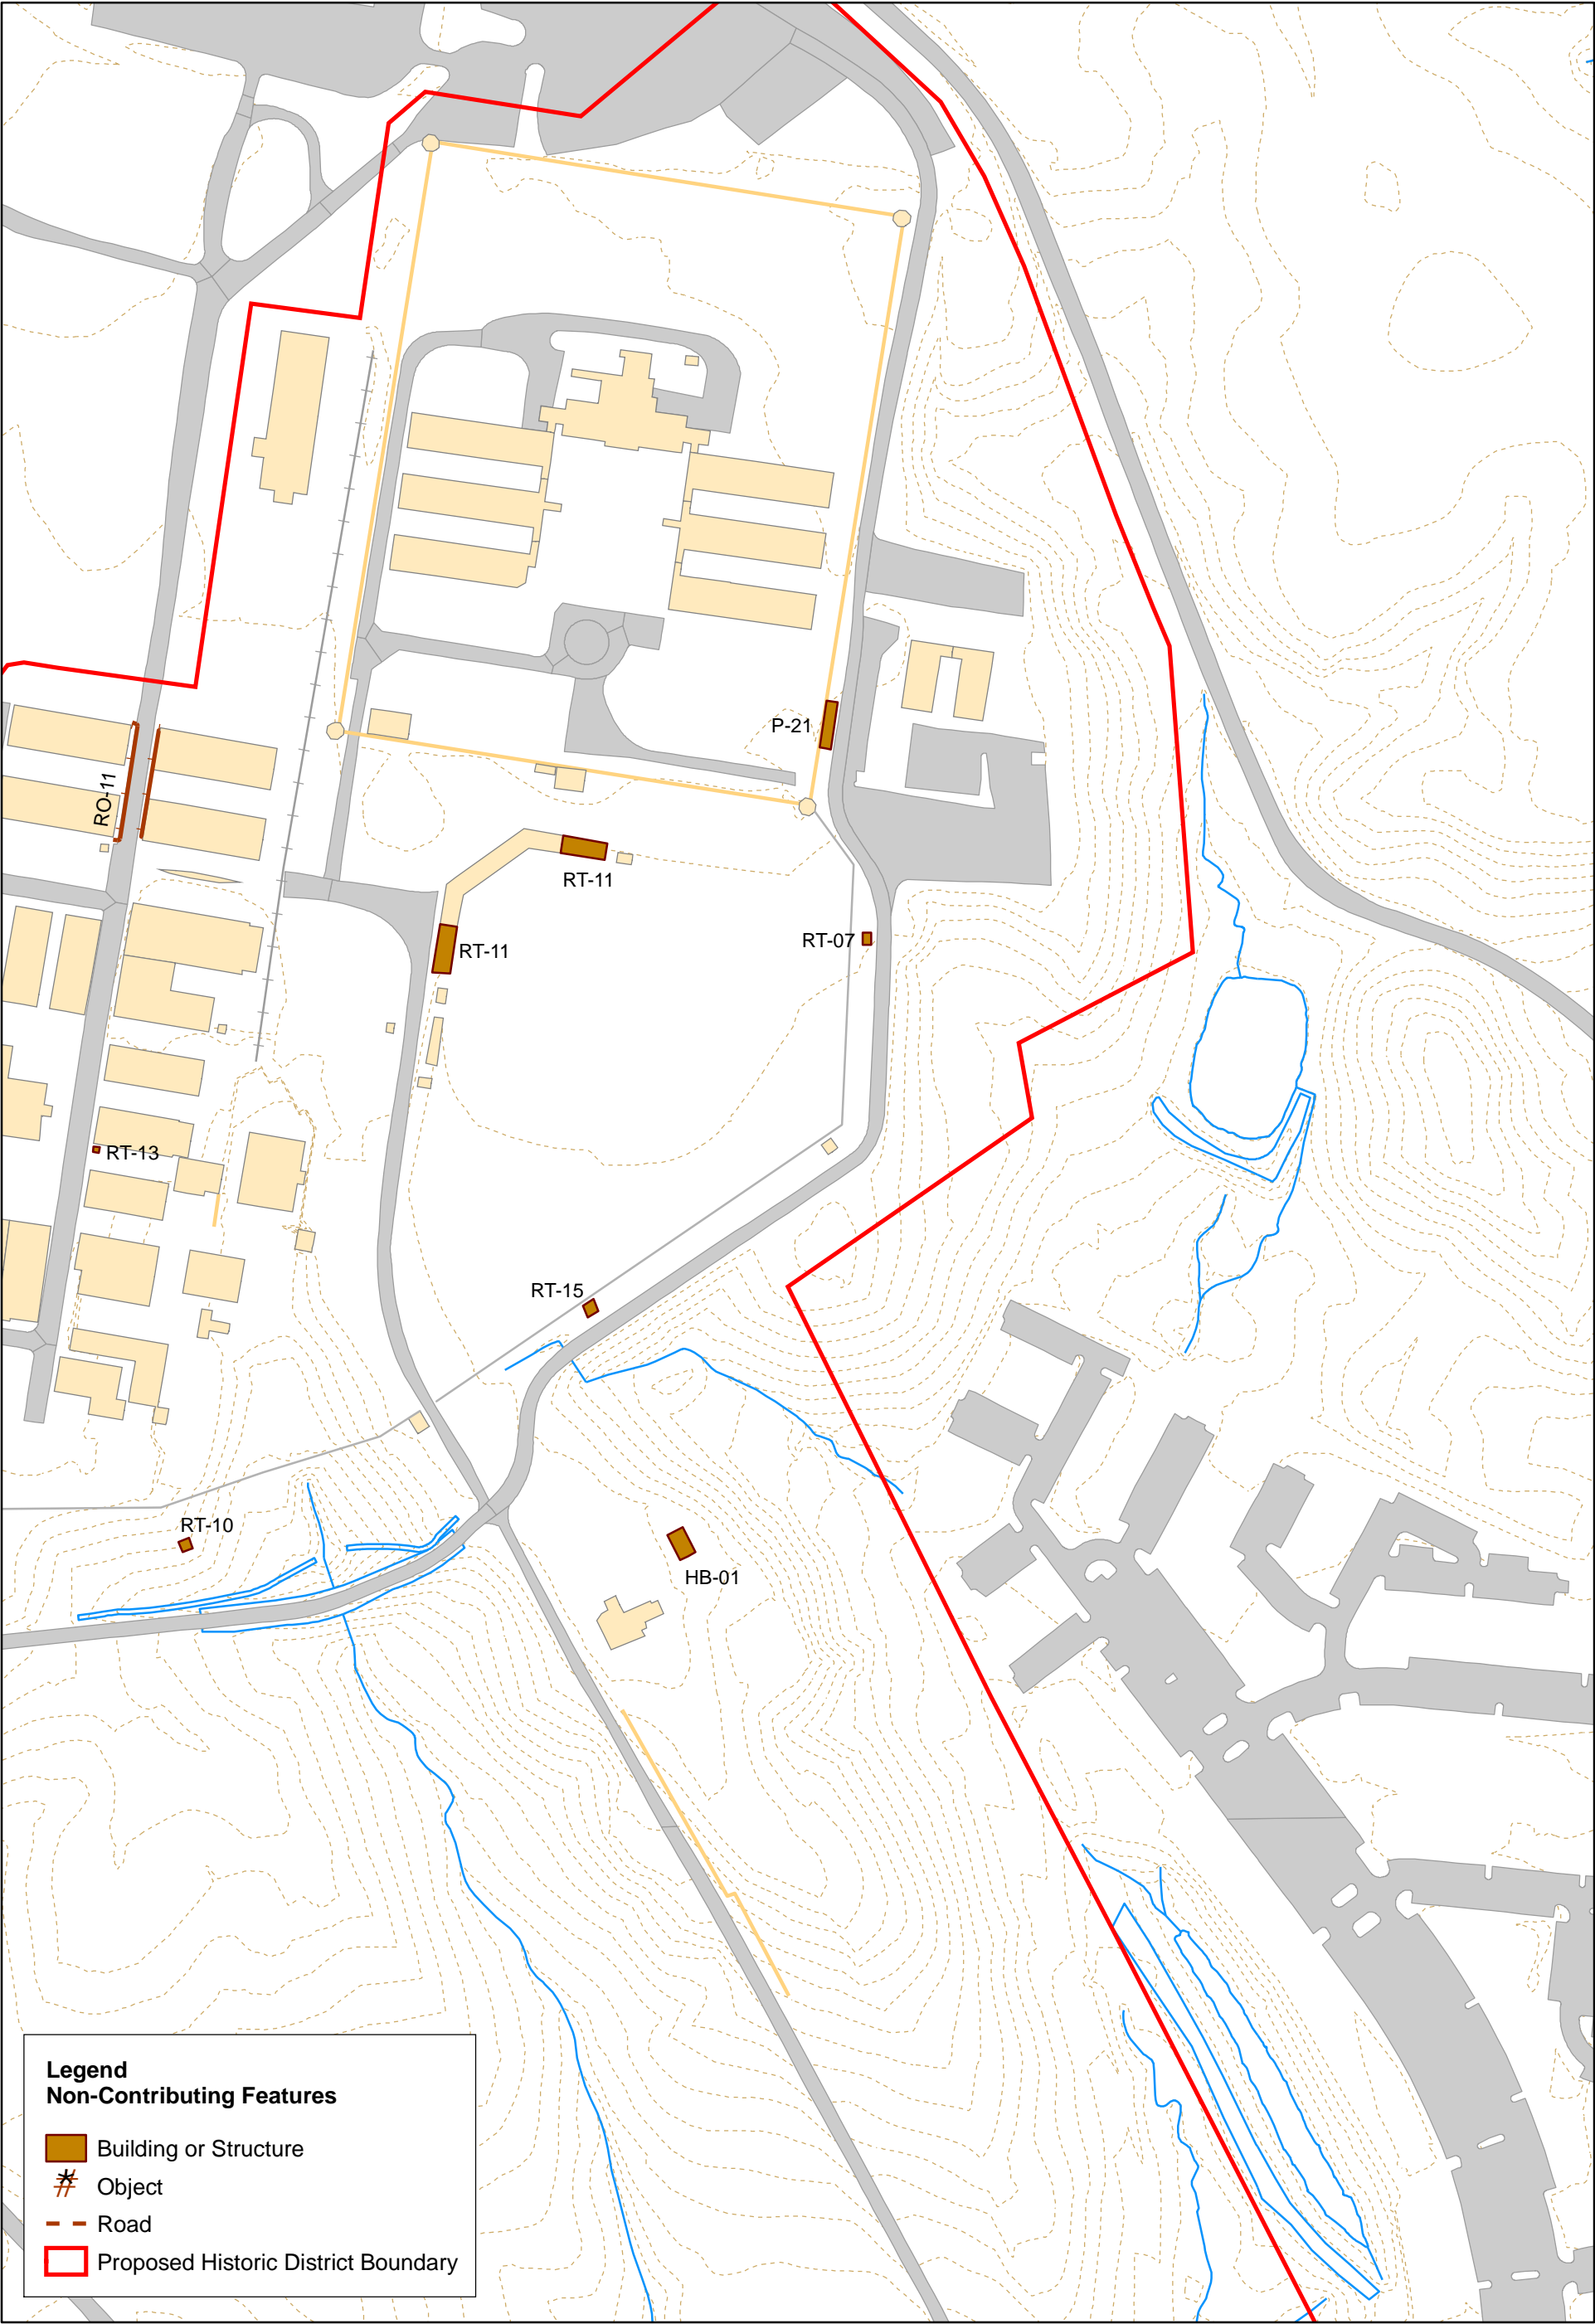 P-21
RO-11
RT-11
RT-11
RT-07
RT-13
RT-15
RT-10
HB-01
Legend
Non-Contributing Features
Building or Structure
Object
Road
Proposed Historic District Boundary